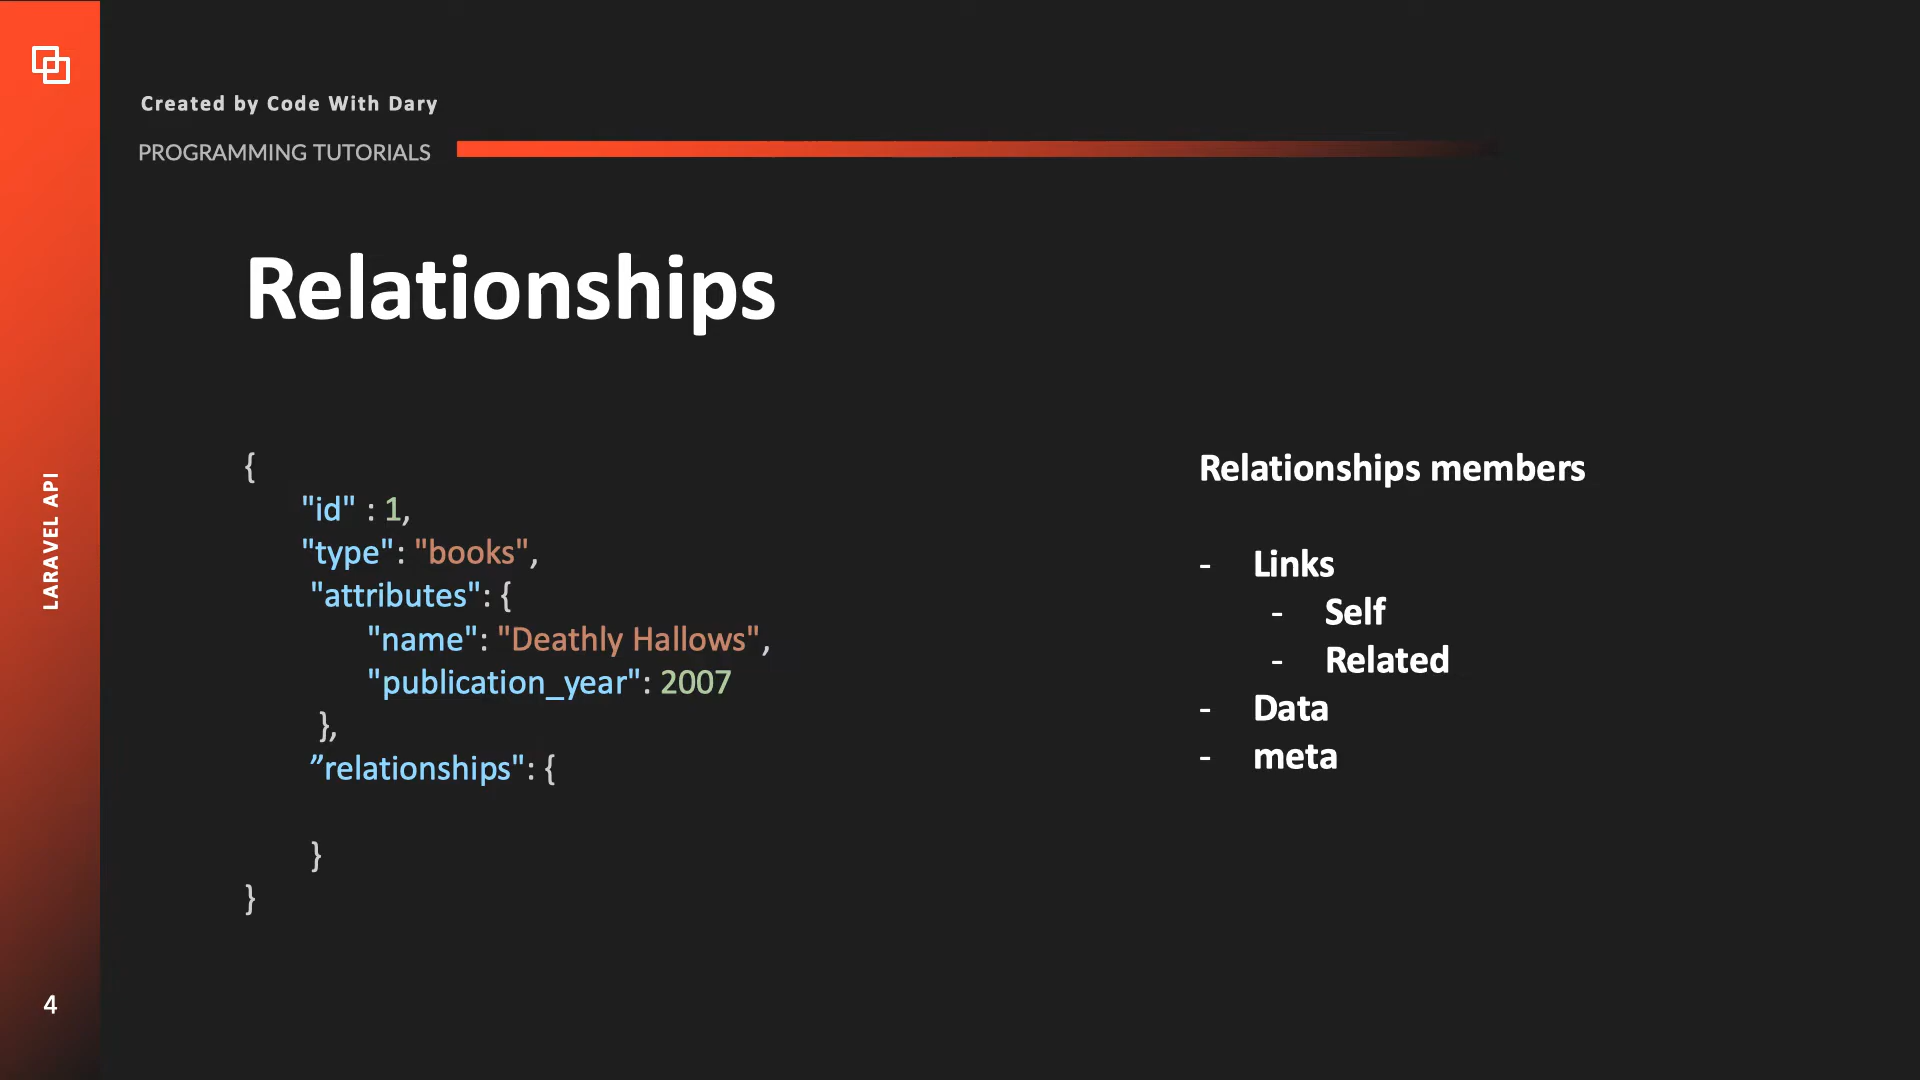 Created by Code With Dary
PROGRAMMING TUTORIALS
Relationships
{
"id" : 1,
"type": "books",
"attributes": {
"name": "Deathly Hallows",
"publication_year": 2007
},
”relationships": {
}
}
Relationships members
- Links
- Self
- Related
- Data
- meta
LARAVEL API
4